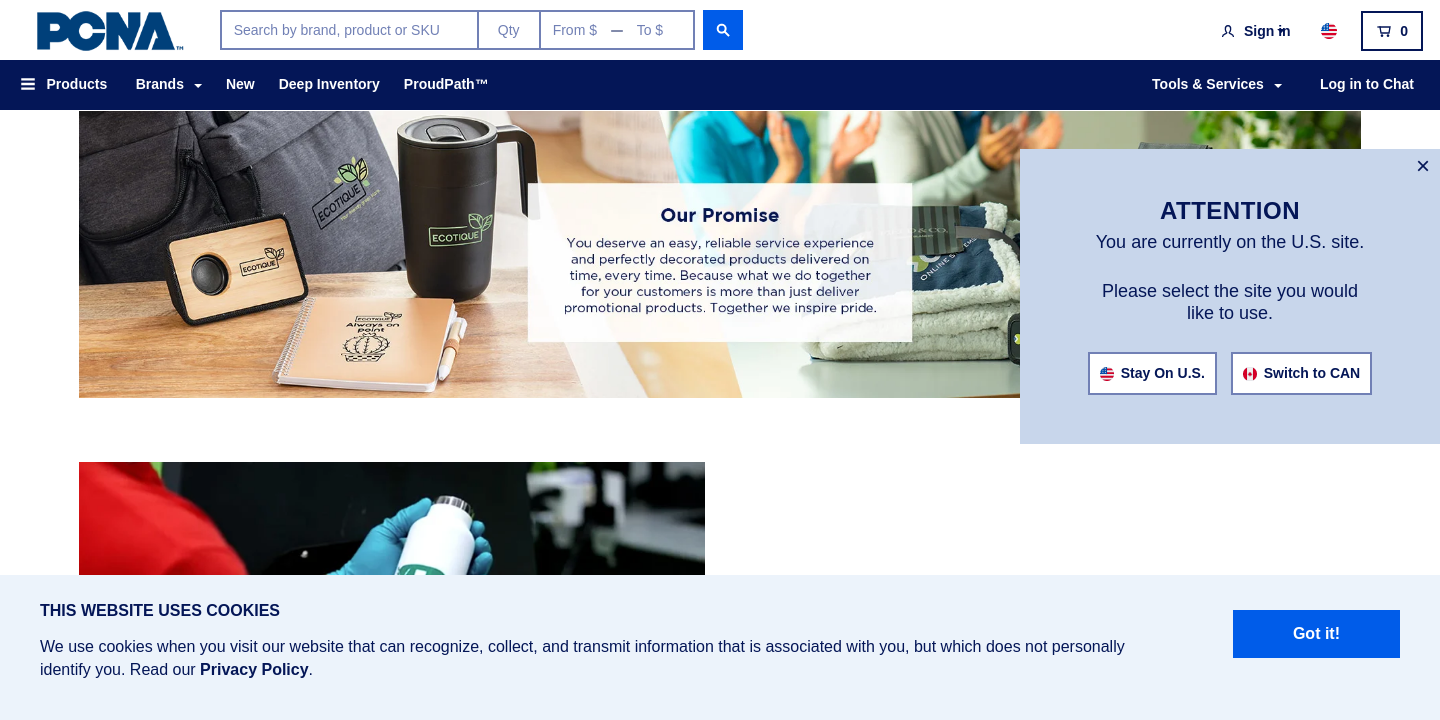 PCNA™
Search by brand, product or SKU
Qty
From $ — To $
Sign in
0
Products
Brands
New
Deep Inventory
ProudPath™
Tools & Services
Log in to Chat
ECOTIQUE
ECOTIQUE
ECOTIQUE
ECOTIQUE
Always on
point
Our Promise
You deserve an easy, reliable service experience
and perfectly decorated products delivered on
time, every time. Because what we do together
for your customers is more than just deliver
promotional products. Together we inspire pride.
×
ATTENTION
You are currently on the U.S. site.
Please select the site you would
like to use.
Stay On U.S.
Switch to CAN
THIS WEBSITE USES COOKIES
We use cookies when you visit our website that can recognize, collect, and transmit information that is associated with you, but which does not personally
identify you. Read our Privacy Policy.
Got it!